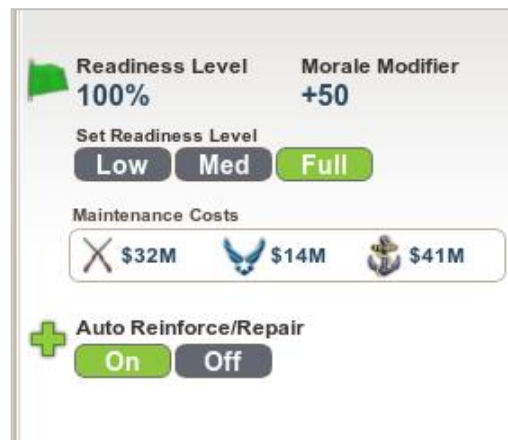 Readiness Level Morale Modifier
100% +50
Set Readiness Level
Low Med Full
Maintenance Costs
$32M $14M $41M
Auto Reinforce/Repair
On Off